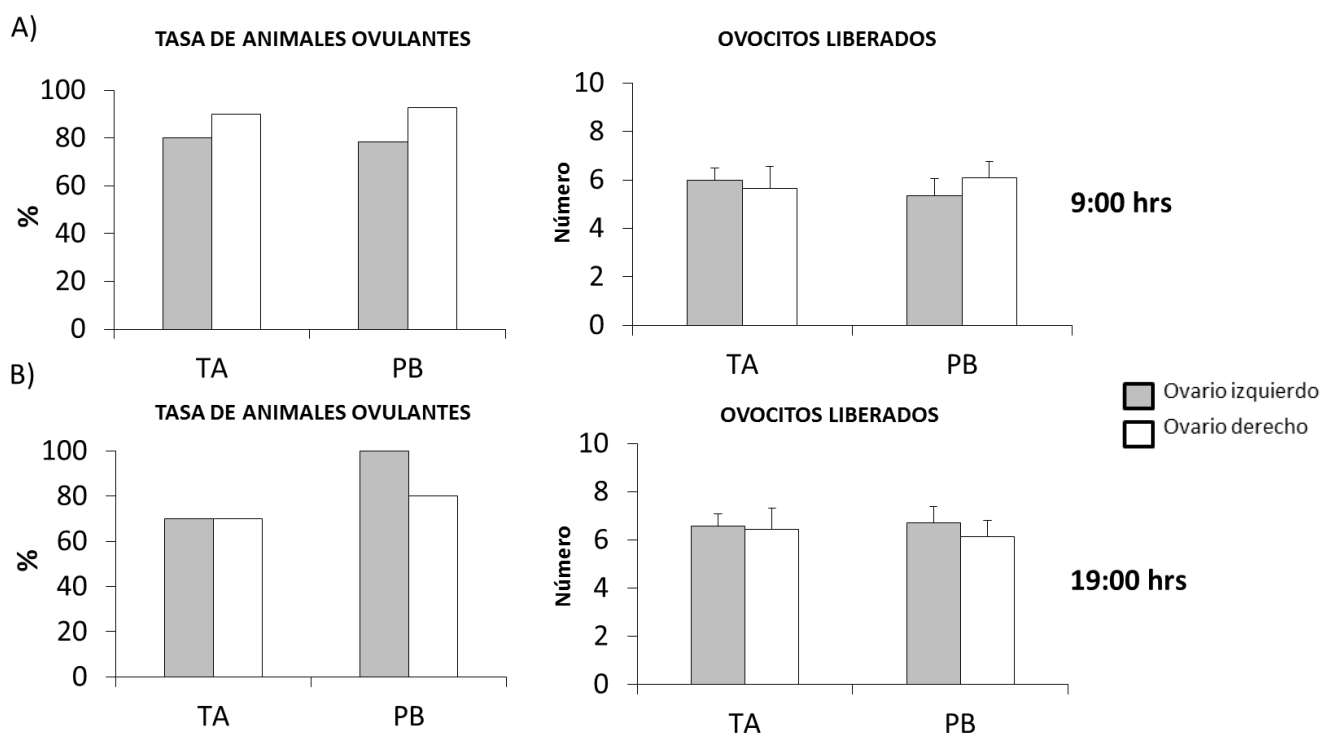 A)
TASA DE ANIMALES OVULANTES
%
100
80
60
40
20
0
TA PB
OVOCITOS LIBERADOS
Número
10
8
6
4
2
0
TA PB
9:00 hrs
B)
TASA DE ANIMALES OVULANTES
%
100
80
60
40
20
0
TA PB
OVOCITOS LIBERADOS
Número
10
8
6
4
2
0
TA PB
Ovario izquierdo
Ovario derecho
19:00 hrs